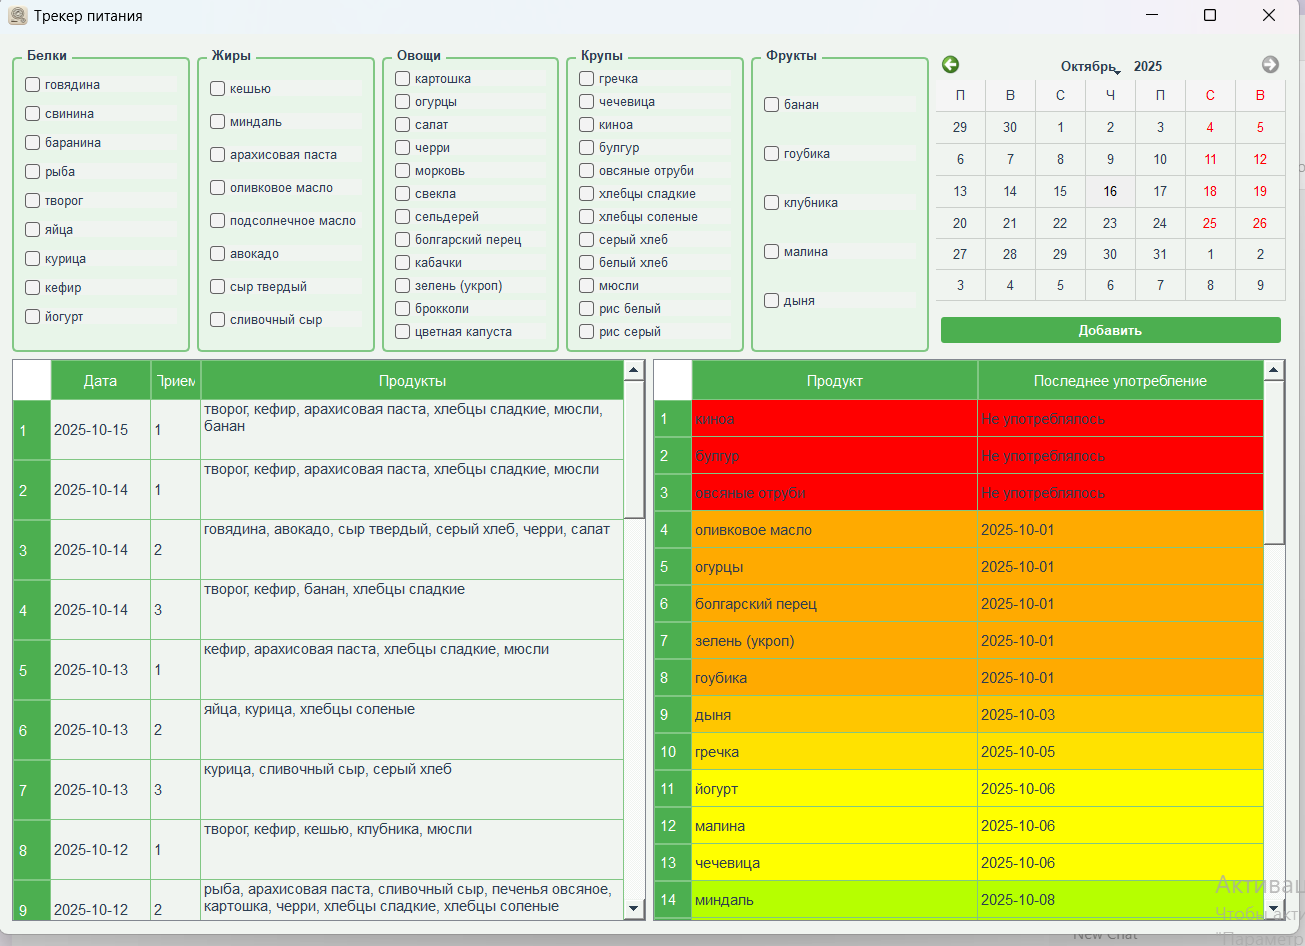 Трекер питания
Белки
говядина
свинина
баранина
рыба
творог
яйца
курица
кефир
йогурт
Жиры
кешью
миндаль
арахисовая паста
оливковое масло
подсолнечное масло
авокадо
сыр твердый
сливочный сыр
Овощи
картошка
огурцы
салат
черри
морковь
свекла
сельдерей
болгарский перец
кабачки
зелень (укроп)
брокколи
цветная капуста
Крупы
гречка
чечевица
киноа
булгур
овсяные отруби
хлебцы сладкие
хлебцы соленые
серый хлеб
белый хлеб
мюсли
рис белый
рис серый
Фрукты
банан
гоубика
клубника
малина
дыня
Октябрь 2025
П В С Ч П С В
29 30 1 2 3 4 5
6 7 8 9 10 11 12
13 14 15 16 17 18 19
20 21 22 23 24 25 26
27 28 29 30 31 1 2
3 4 5 6 7 8 9
Добавить
Дата Прием Продукты
1 2025-10-15 1 творог, кефир, арахисовая паста, хлебцы сладкие, мюсли,
банан
2 2025-10-14 1 творог, кефир, арахисовая паста, хлебцы сладкие, мюсли
3 2025-10-14 2 говядина, авокадо, сыр твердый, серый хлеб, черри, салат
4 2025-10-14 3 творог, кефир, банан, хлебцы сладкие
5 2025-10-13 1 кефир, арахисовая паста, хлебцы сладкие, мюсли
6 2025-10-13 2 яйца, курица, хлебцы соленые
7 2025-10-13 3 курица, сливочный сыр, серый хлеб
8 2025-10-12 1 творог, кефир, кешью, клубника, мюсли
9 2025-10-12 2 рыба, арахисовая паста, сливочный сыр, печенья овсяное,
картошка, черри, хлебцы сладкие, хлебцы соленые
Продукт Последнее употребление
1 киноа Не употреблялось
2 булгур Не употреблялось
3 овсяные отруби Не употреблялось
4 оливковое масло 2025-10-01
5 огурцы 2025-10-01
6 болгарский перец 2025-10-01
7 зелень (укроп) 2025-10-01
8 гоубика 2025-10-01
9 дыня 2025-10-03
10 гречка 2025-10-05
11 йогурт 2025-10-06
12 малина 2025-10-06
13 чечевица 2025-10-06
14 миндаль 2025-10-08
Активац
Чтобы акти
"Параметр
New Chat